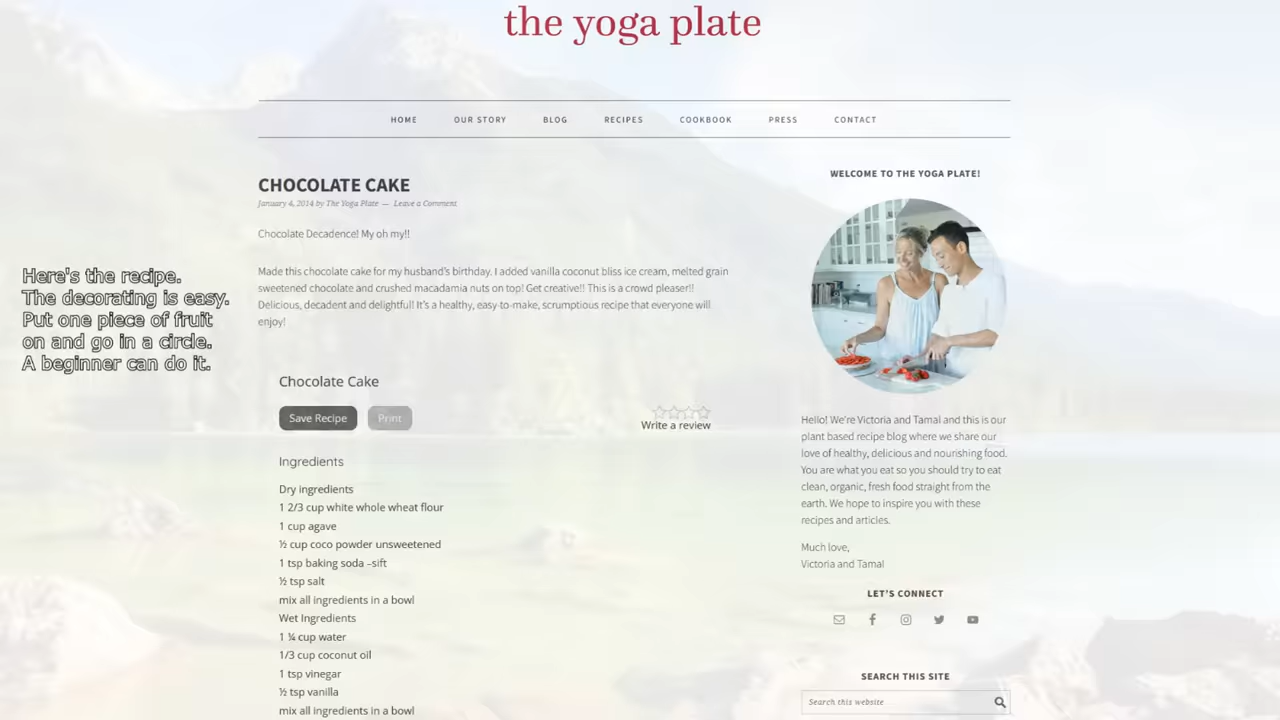 the yoga plate
HOME OUR STORY BLOG RECIPES COOKBOOK PRESS CONTACT
CHOCOLATE CAKE
January 4, 2014 by The Yoga Plate — Leave a Comment
Chocolate Decadence! My oh my!!
Made this chocolate cake for my husband's birthday. I added vanilla coconut bliss ice cream, melted grain
sweetened chocolate and crushed macadamia nuts on top! Get creative!! This is a crowd pleaser!!
Delicious, decadent and delightful! It's a healthy, easy-to-make, scrumptious recipe that everyone will
enjoy!
Here's the recipe.
The decorating is easy.
Put one piece of fruit
on and go in a circle.
A beginner can do it.
Chocolate Cake
Save Recipe Print
Write a review
Ingredients
Dry ingredients
1 2/3 cup white whole wheat flour
1 cup agave
½ cup coco powder unsweetened
1 tsp baking soda –sift
½ tsp salt
mix all ingredients in a bowl
Wet Ingredients
1 ¼ cup water
1/3 cup coconut oil
1 tsp vinegar
½ tsp vanilla
mix all ingredients in a bowl
WELCOME TO THE YOGA PLATE!
Hello! We're Victoria and Tamal and this is our
plant based recipe blog where we share our
love of healthy, delicious and nourishing food.
You are what you eat so you should try to eat
clean, organic, fresh food straight from the
earth. We hope to inspire you with these
recipes and articles.
Much love,
Victoria and Tamal
LET'S CONNECT
SEARCH THIS SITE
Search this website